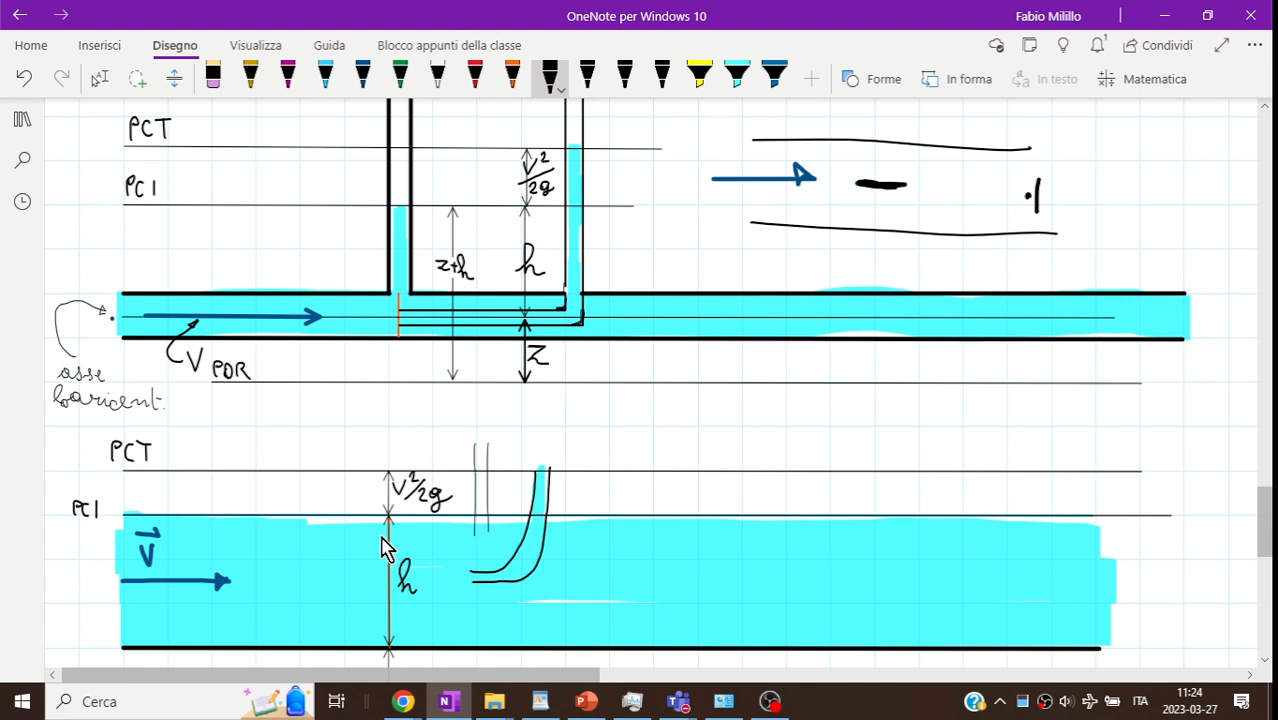 OneNote per Windows 10
Fabio Milillo
Home Inserisci Disegno Visualizza Guida Blocco appunti della classe Condividi
Forme In forma In testo Matematica
PCT
V²/2g
PCI
z+h
h
V
z
asse
baricent.
PDR
PCT
V²/2g
PCI
V
h
Cerca
ITA
11:24
2023-03-27